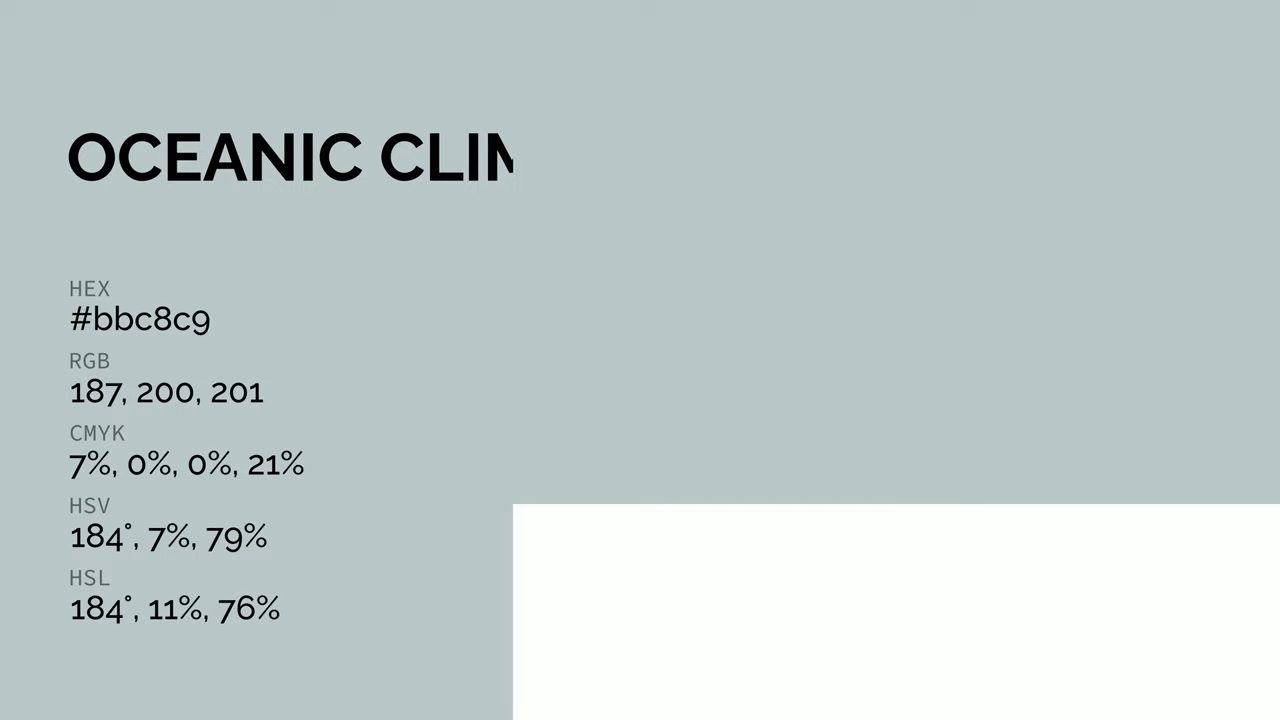 OCEANIC CLIM
HEX
#bbc8c9
RGB
187, 200, 201
CMYK
7%, 0%, 0%, 21%
HSV
184°, 7%, 79%
HSL
184°, 11%, 76%